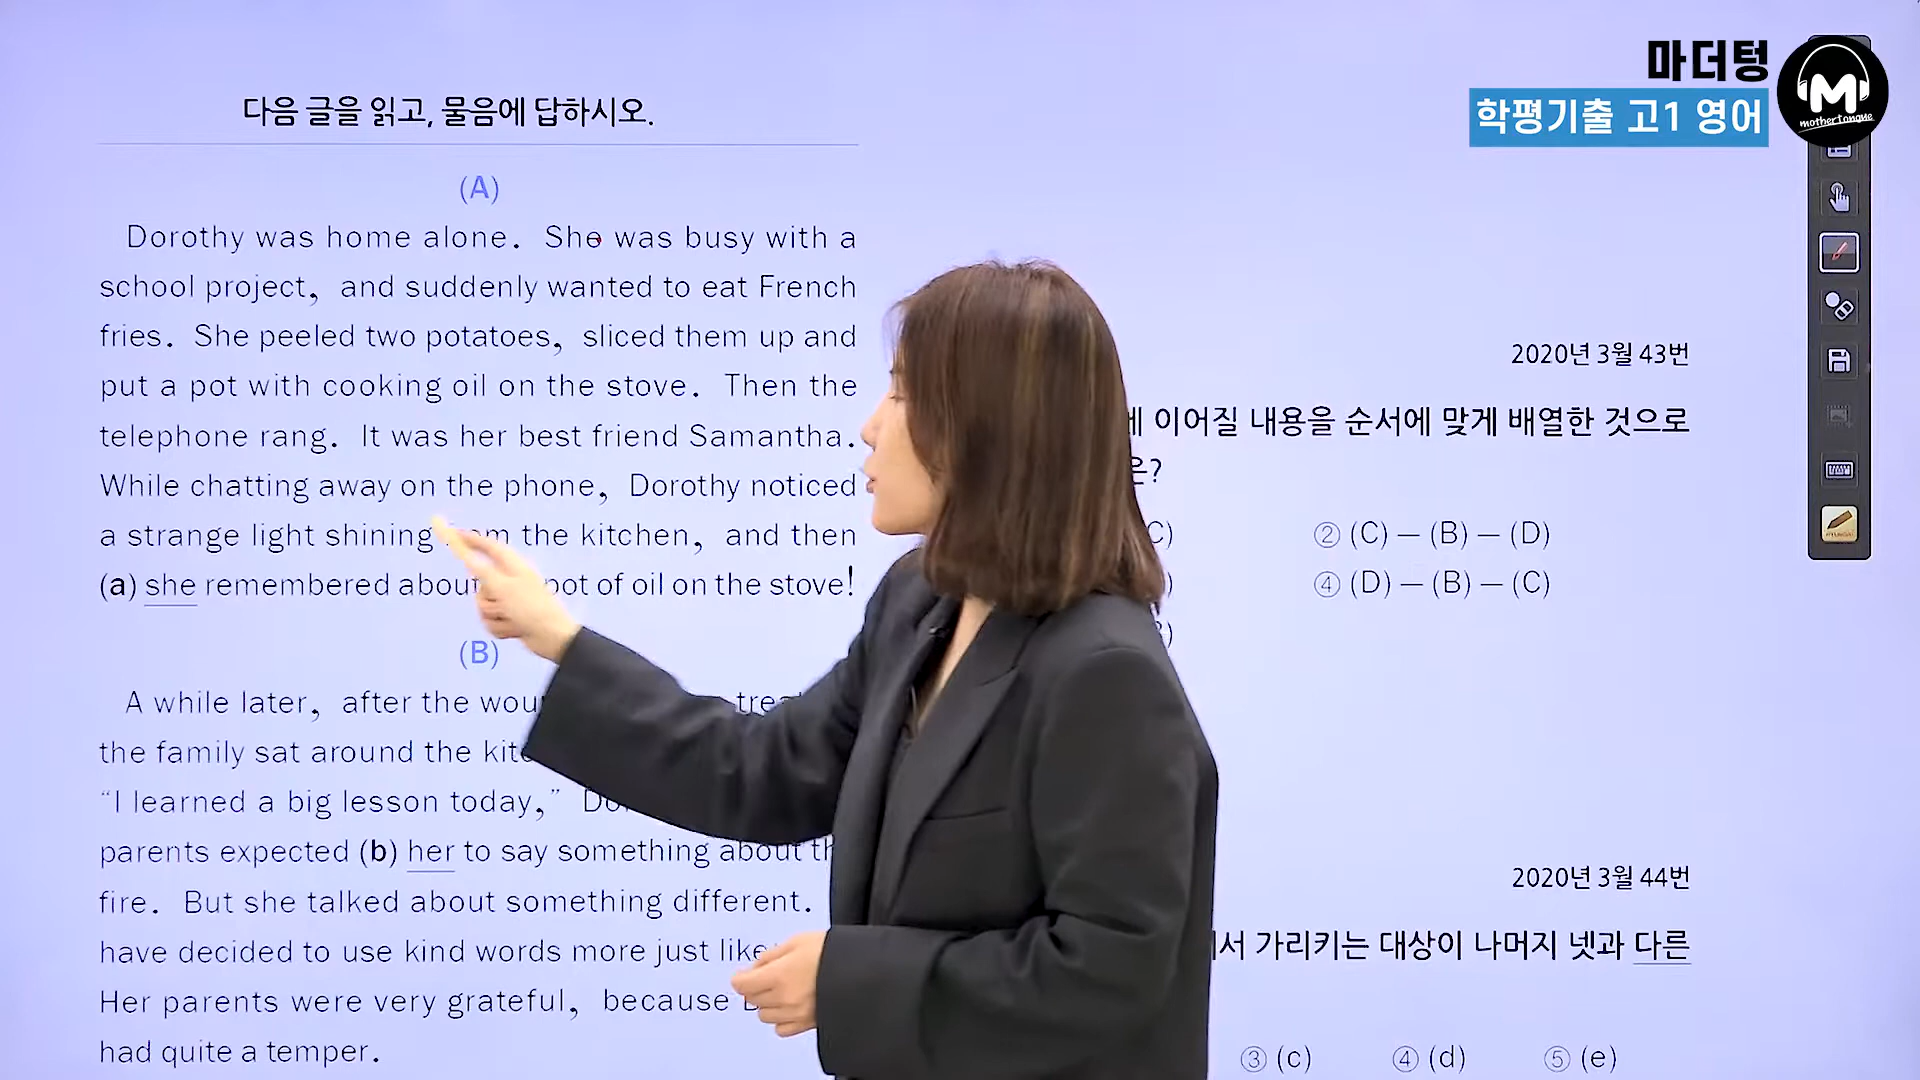 마더텅
학평기출 고1 영어
mothertongue
다음 글을 읽고, 물음에 답하시오.
(A)
Dorothy was home alone. She was busy with a
school project, and suddenly wanted to eat French
fries. She peeled two potatoes, sliced them up and
put a pot with cooking oil on the stove. Then the
telephone rang. It was her best friend Samantha.
While chatting away on the phone, Dorothy noticed
a strange light shining the kitchen, and then
(a) she remembered about pot of oil on the stove!
(B)
A while later, after the
the family sat around the
“I learned a big lesson today,”
parents expected (b) her to say something about
fire. But she talked about something different.
have decided to use kind words more just like
Her parents were very grateful, because
had quite a temper.
2020년 3월 43번
이어질 내용을 순서에 맞게 배열한 것으로
② (C) – (B) – (D)
④ (D) – (B) – (C)
2020년 3월 44번
가리키는 대상이 나머지 넷과 다른
③ (c) ④ (d) ⑤ (e)